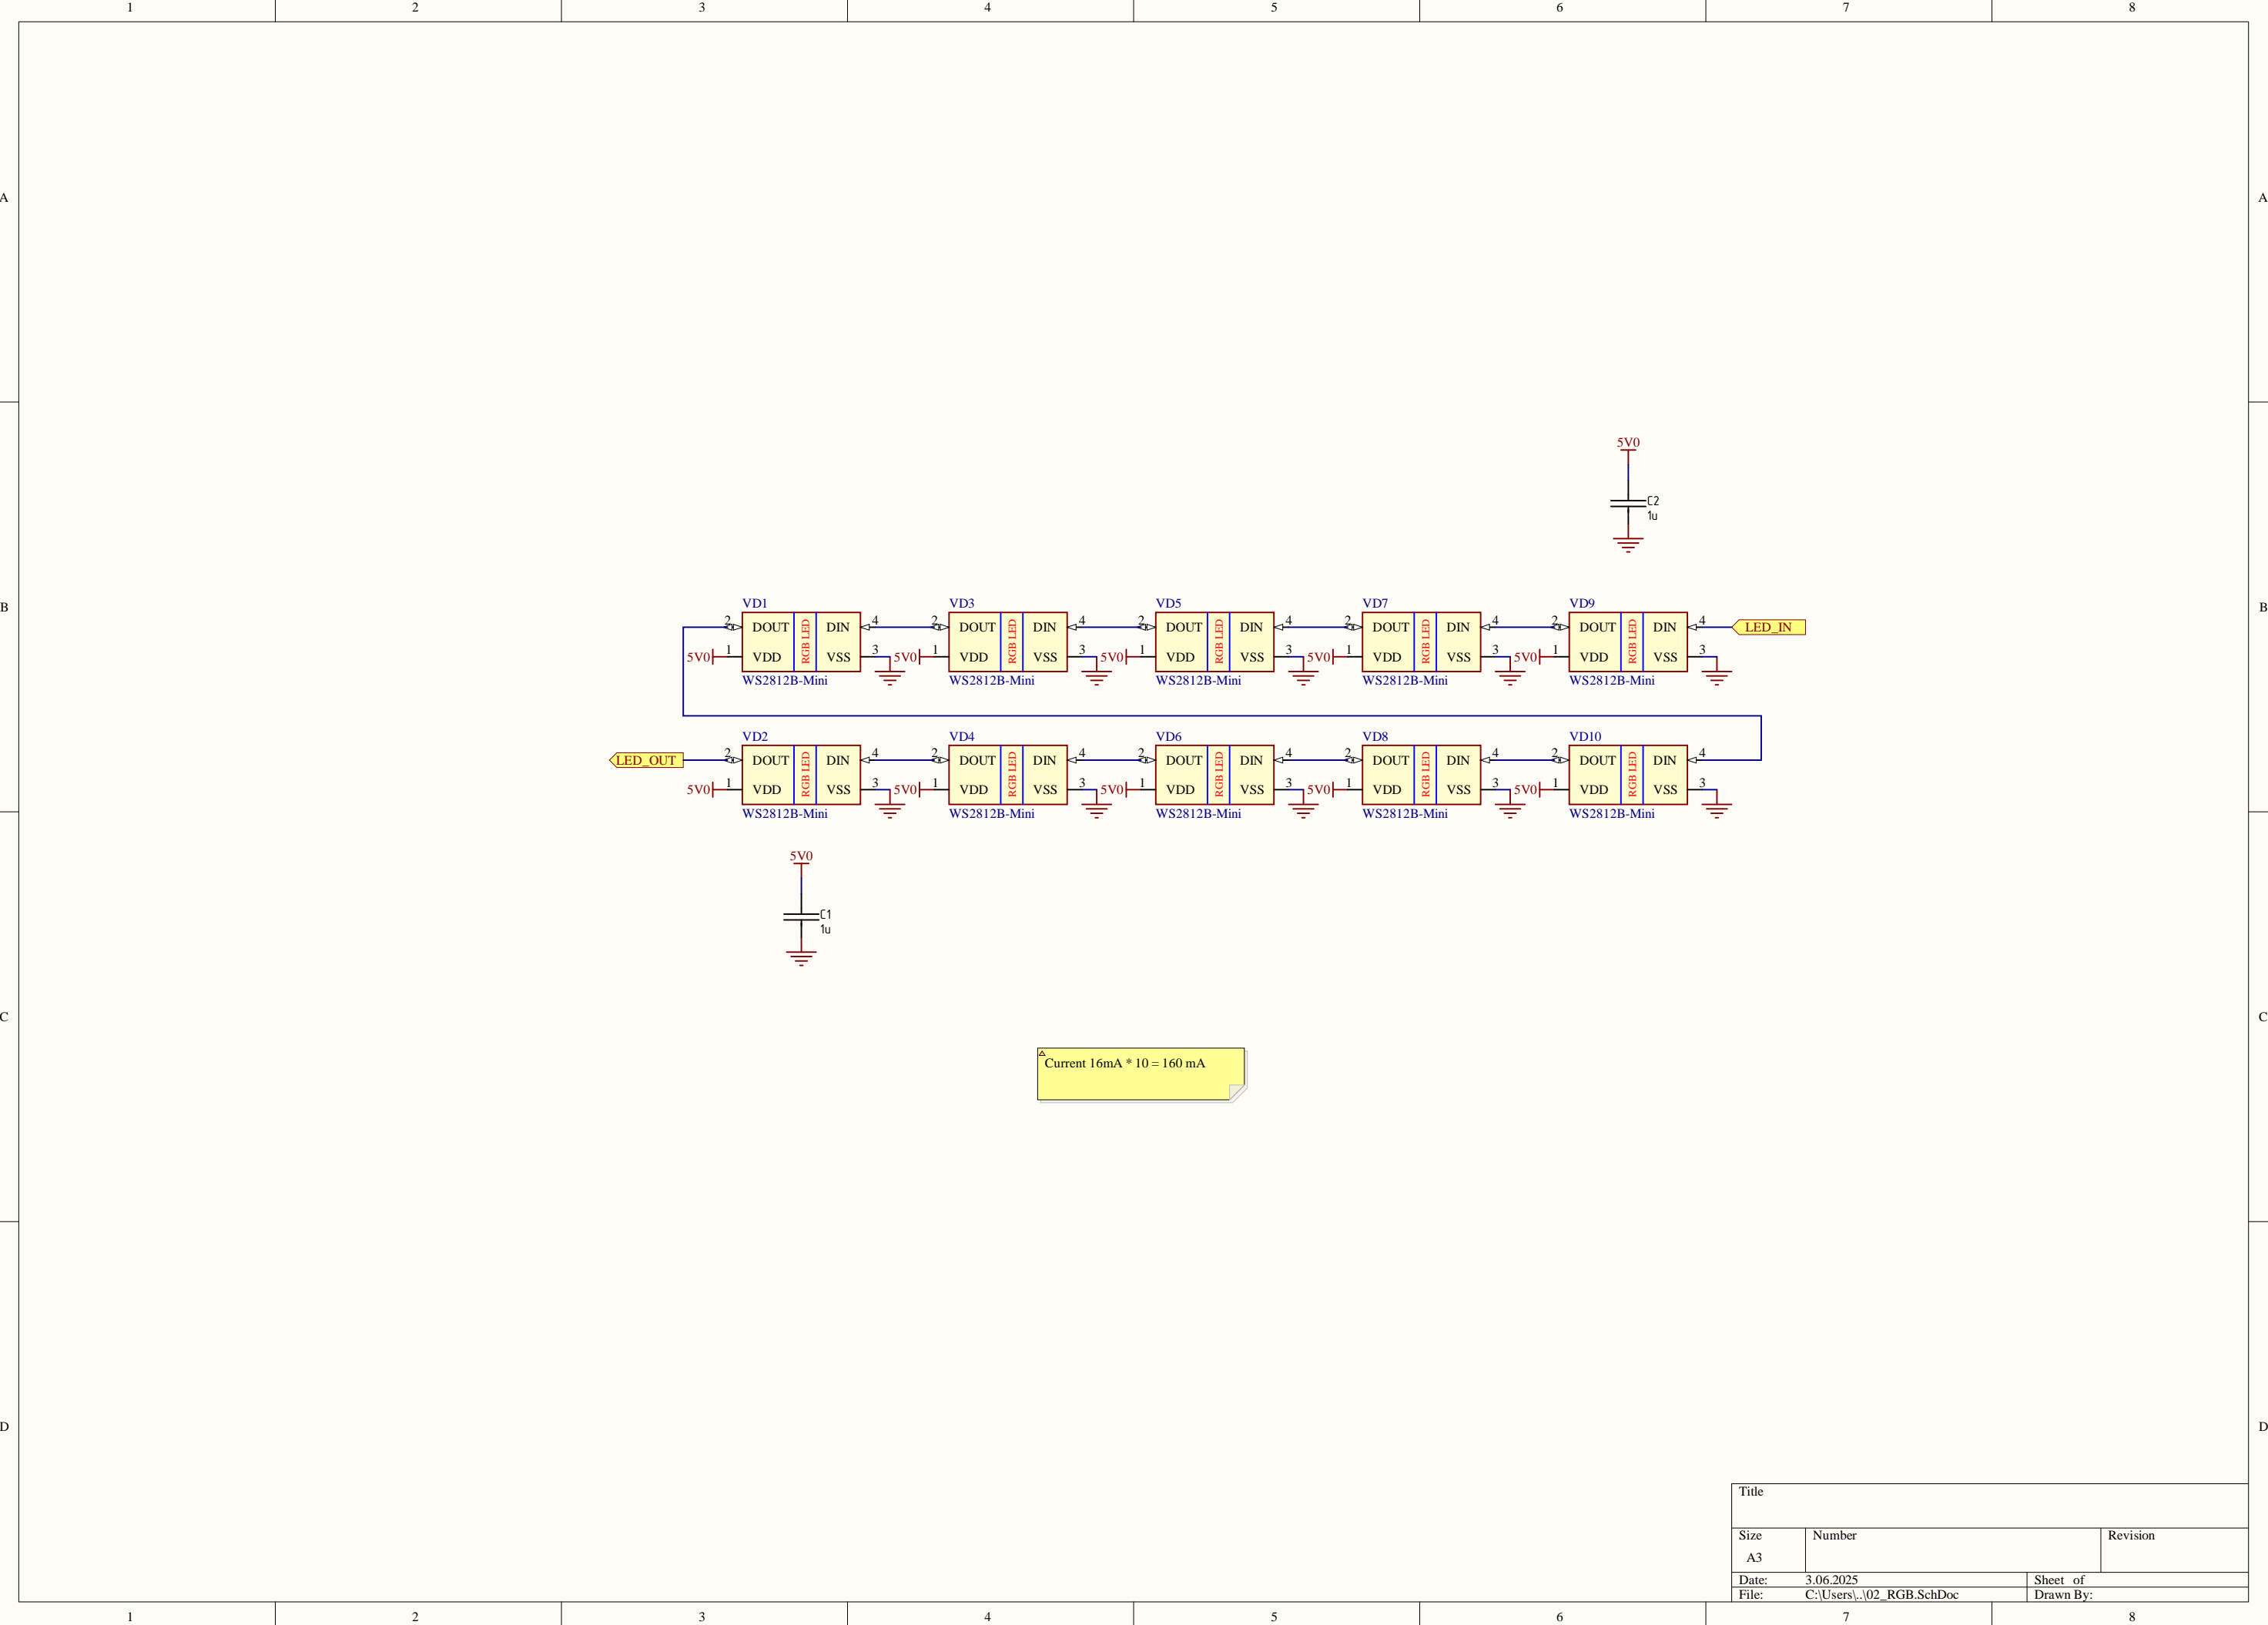 1 2 3 4 5 6 7 8
A A
5V0
C2
1u
B B
VD1 VD3 VD5 VD7 VD9
2 DOUT RGB LED DIN 4 2 DOUT RGB LED DIN 4 2 DOUT RGB LED DIN 4 2 DOUT RGB LED DIN 4 2 DOUT RGB LED DIN 4 LED_IN
5V0 1 VDD VSS 3 5V0 1 VDD VSS 3 5V0 1 VDD VSS 3 5V0 1 VDD VSS 3 5V0 1 VDD VSS 3
WS2812B-Mini WS2812B-Mini WS2812B-Mini WS2812B-Mini WS2812B-Mini
VD2 VD4 VD6 VD8 VD10
LED_OUT 2 DOUT RGB LED DIN 4 2 DOUT RGB LED DIN 4 2 DOUT RGB LED DIN 4 2 DOUT RGB LED DIN 4 2 DOUT RGB LED DIN 4
5V0 1 VDD VSS 3 5V0 1 VDD VSS 3 5V0 1 VDD VSS 3 5V0 1 VDD VSS 3 5V0 1 VDD VSS 3
WS2812B-Mini WS2812B-Mini WS2812B-Mini WS2812B-Mini WS2812B-Mini
5V0
C1
1u
C C
Current 16mA * 10 = 160 mA
D D
Title
Size Number Revision
A3
Date: 3.06.2025 Sheet of
File: C:\Users\..\02_RGB.SchDoc Drawn By:
1 2 3 4 5 6 7 8